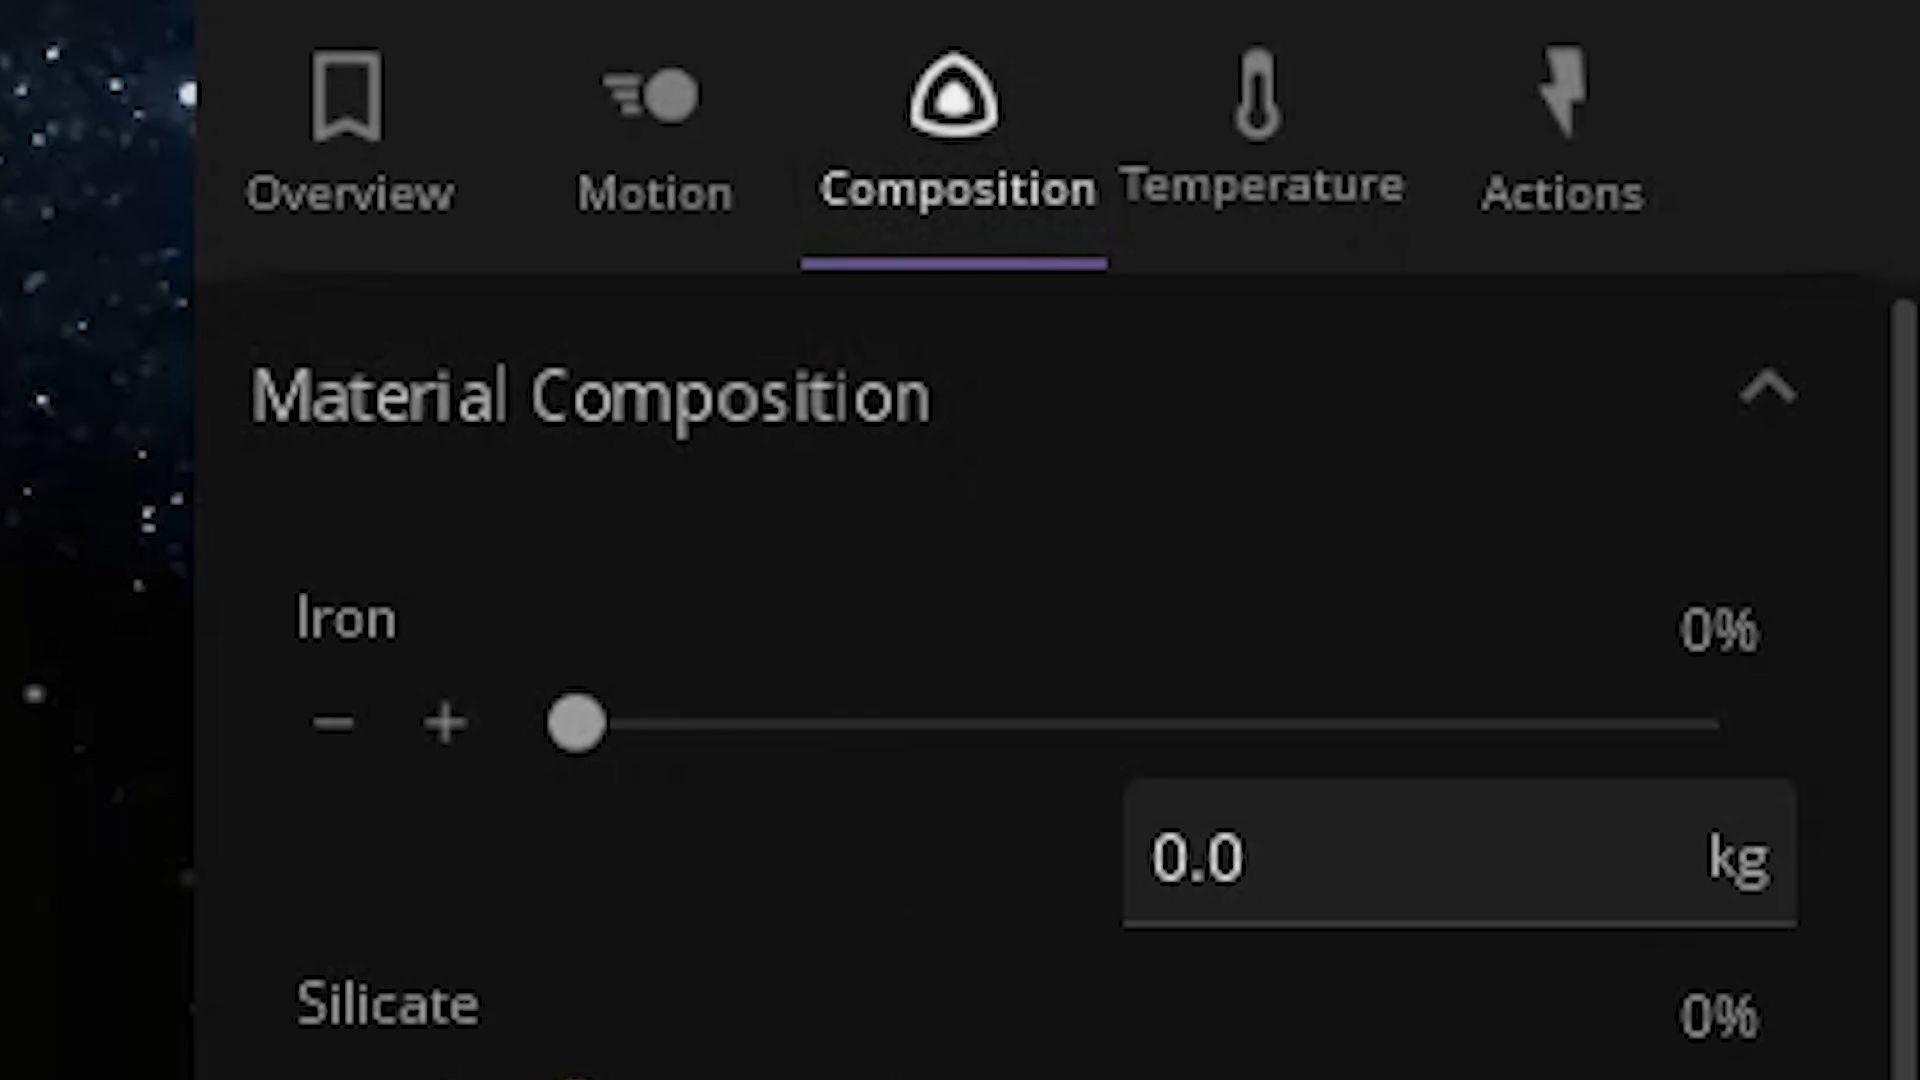 Overview Motion Composition Temperature Actions
Material Composition
Iron 0%
0.0 kg
Silicate 0%